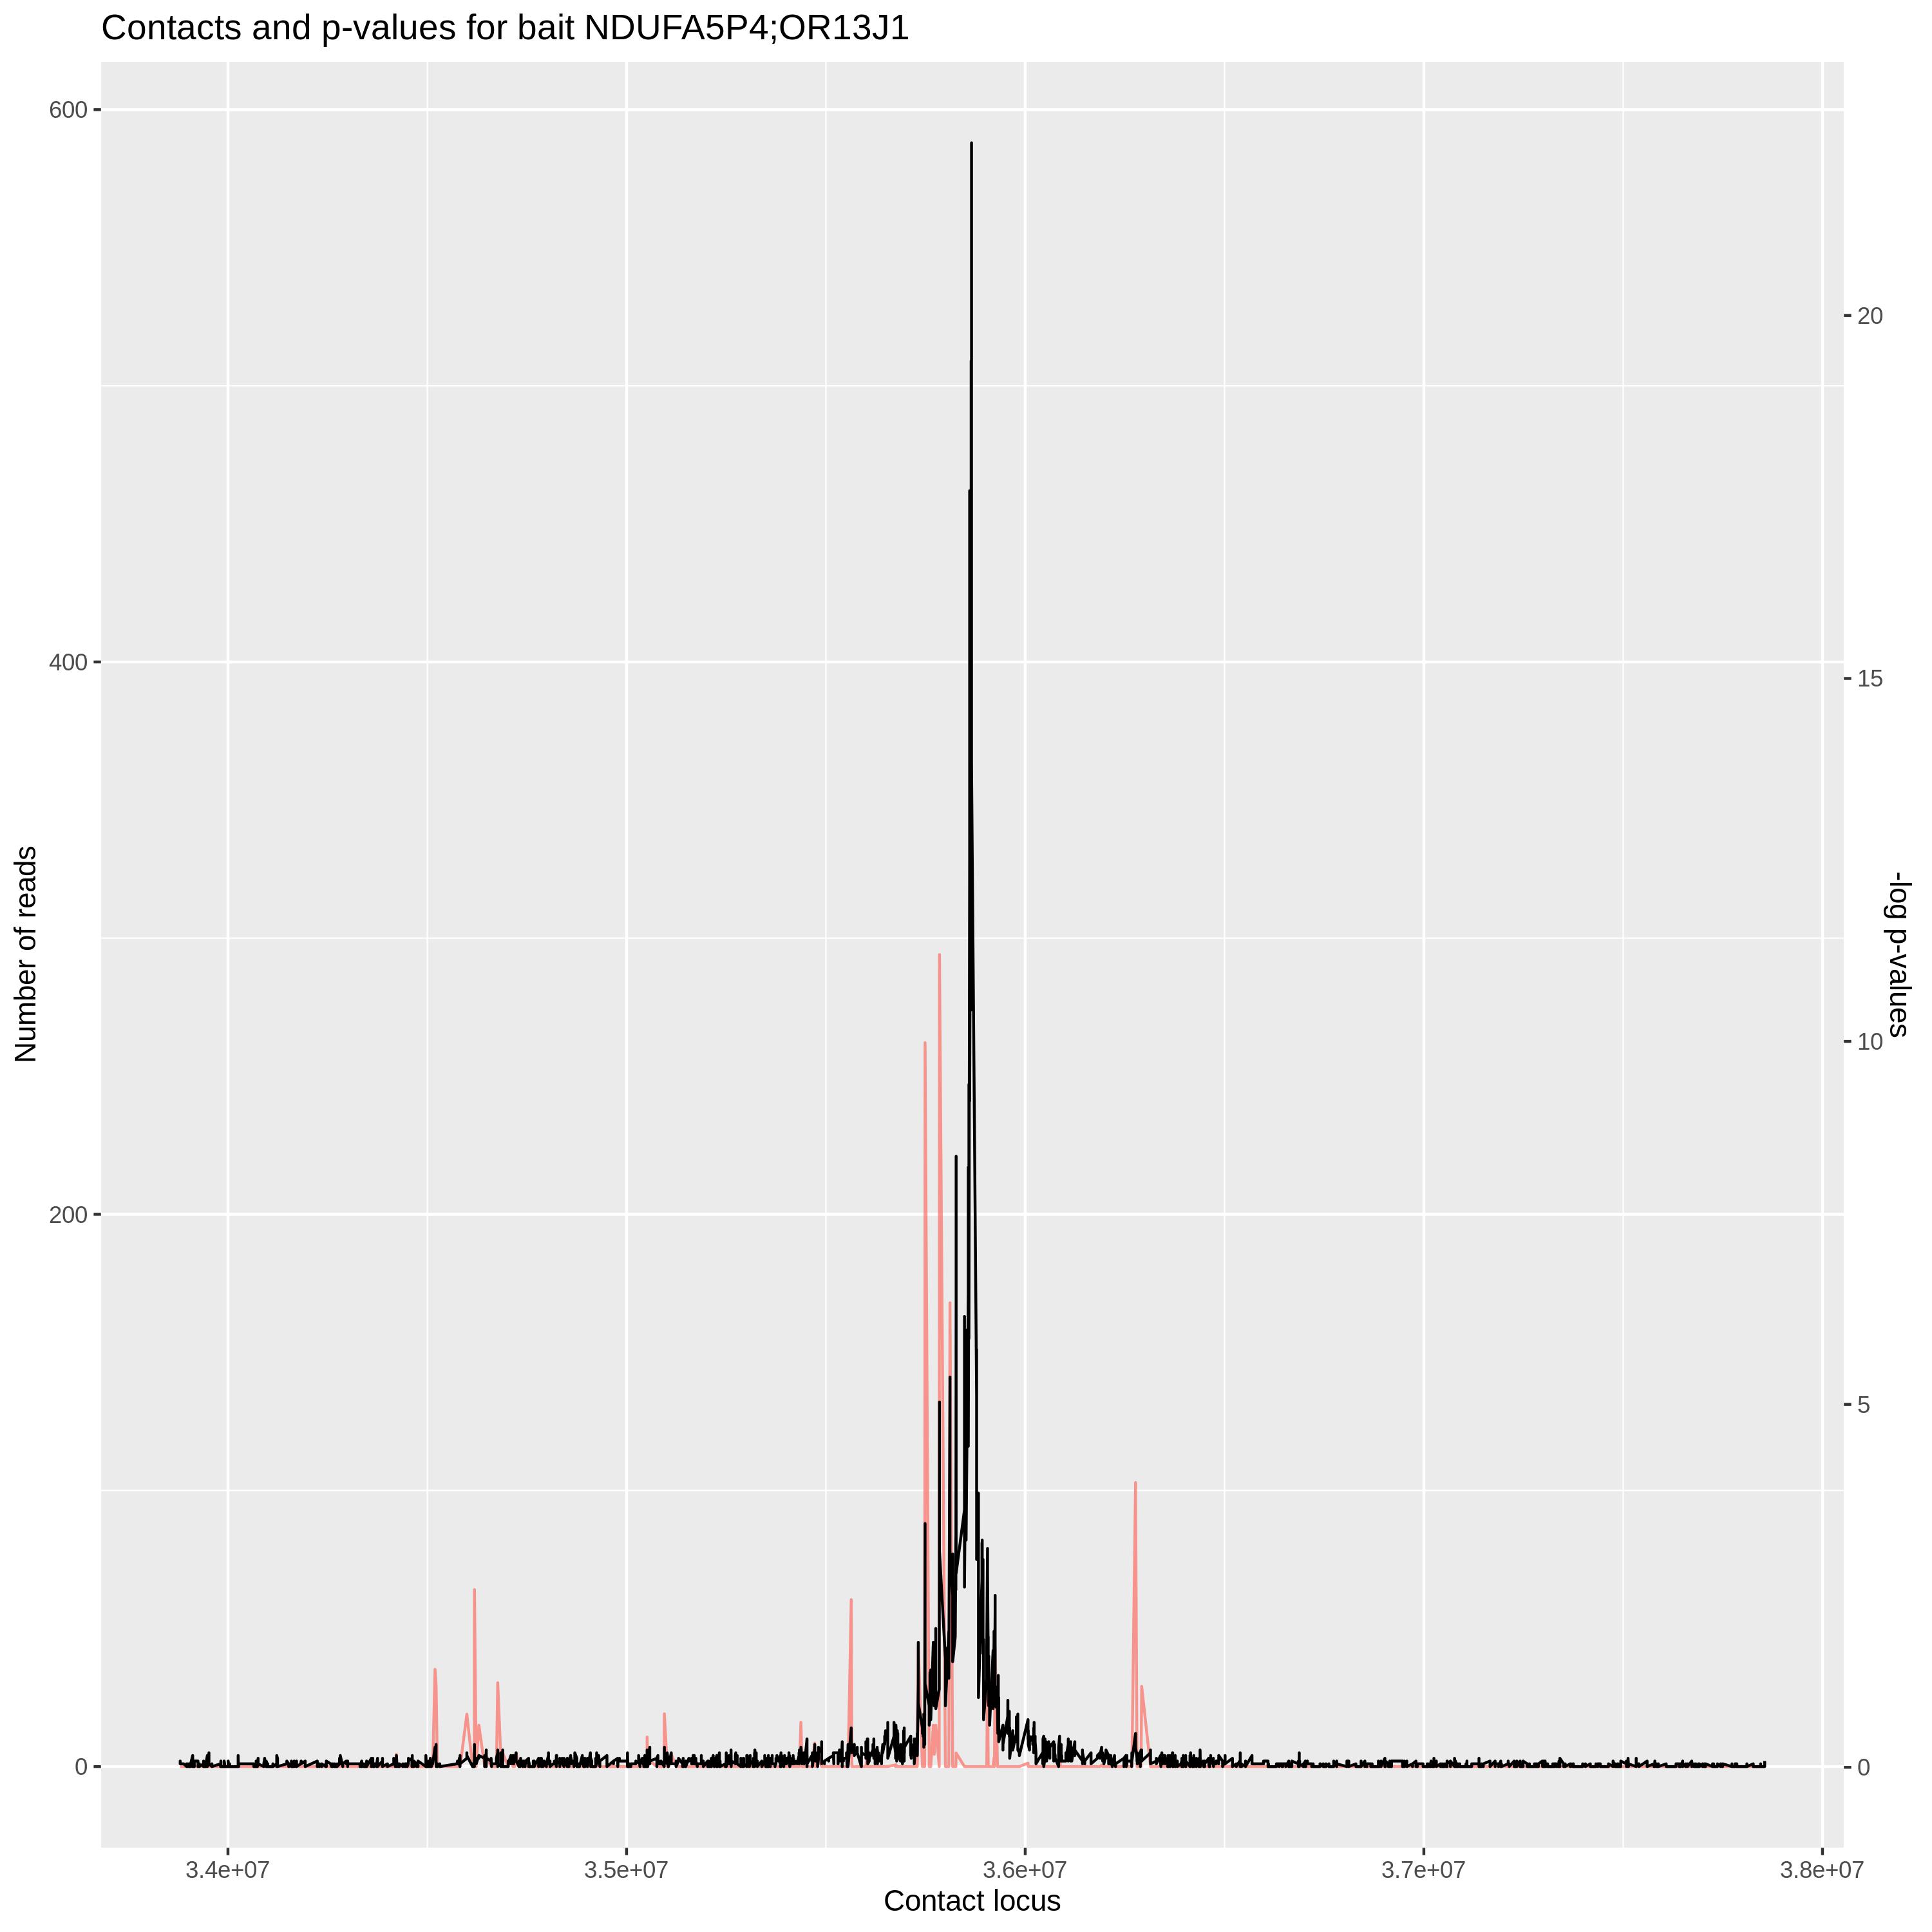 Contacts and p-values for bait NDUFA5P4;OR13J1
600
400
200
0
Number of reads
20
15
10
5
0
-log p-values
3.4e+07
3.5e+07
3.6e+07
3.7e+07
3.8e+07
Contact locus